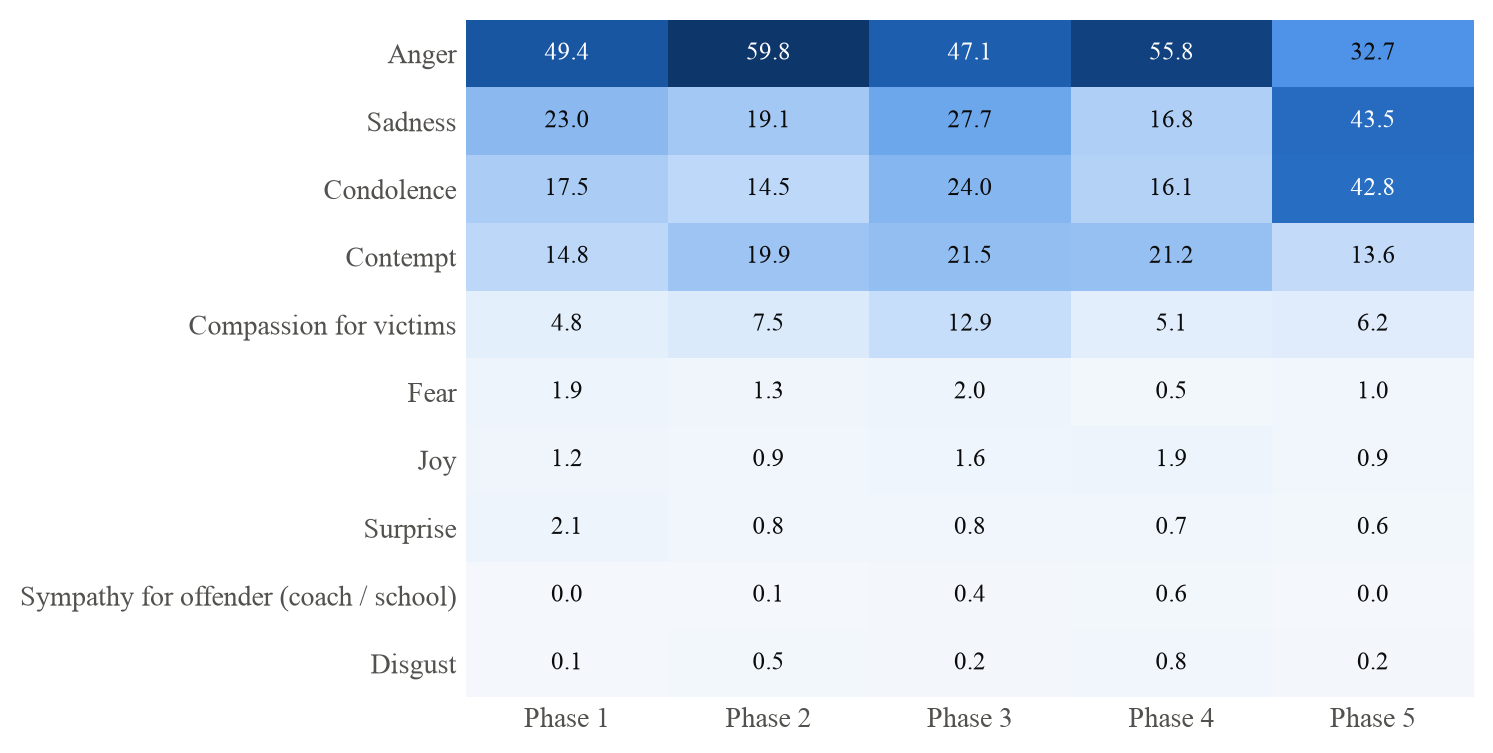 Anger 49.4 59.8 47.1 55.8 32.7
Sadness 23.0 19.1 27.7 16.8 43.5
Condolence 17.5 14.5 24.0 16.1 42.8
Contempt 14.8 19.9 21.5 21.2 13.6
Compassion for victims 4.8 7.5 12.9 5.1 6.2
Fear 1.9 1.3 2.0 0.5 1.0
Joy 1.2 0.9 1.6 1.9 0.9
Surprise 2.1 0.8 0.8 0.7 0.6
Sympathy for offender (coach / school) 0.0 0.1 0.4 0.6 0.0
Disgust 0.1 0.5 0.2 0.8 0.2
Phase 1 Phase 2 Phase 3 Phase 4 Phase 5